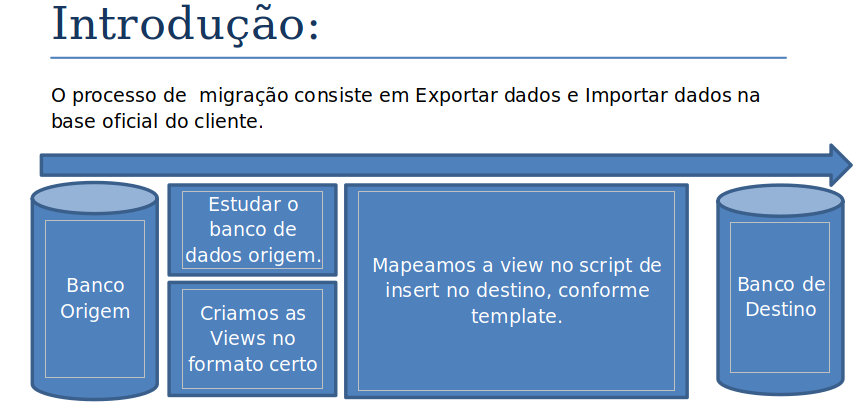 Introdução:
O processo de  migração consiste em Exportar dados e Importar dados na
base oficial do cliente.
Banco
Origem
Estudar o
banco de
dados origem.
Criamos as
Views no
formato certo
Mapeamos a view no script de
insert no destino, conforme
template.
Banco de
Destino